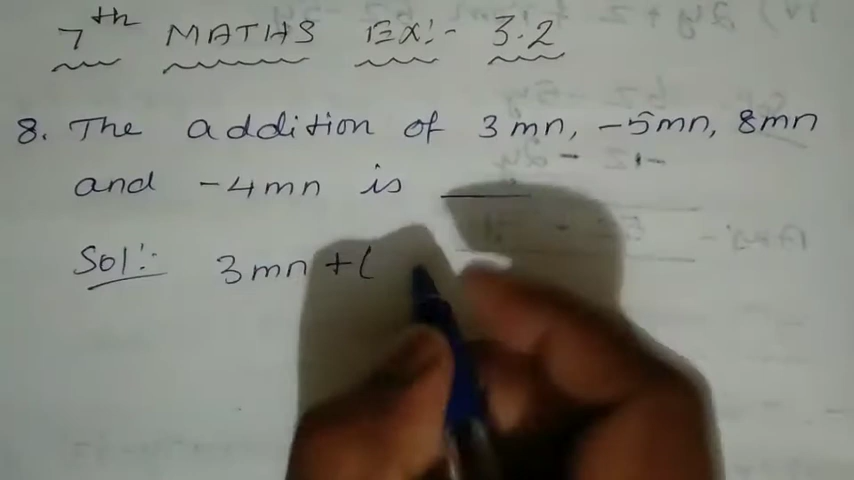 7th MATHS Ex:- 3.2
8. The addition of 3mn, -5mn, 8mn
and -4mn is ____
Sol:- 3mn + (